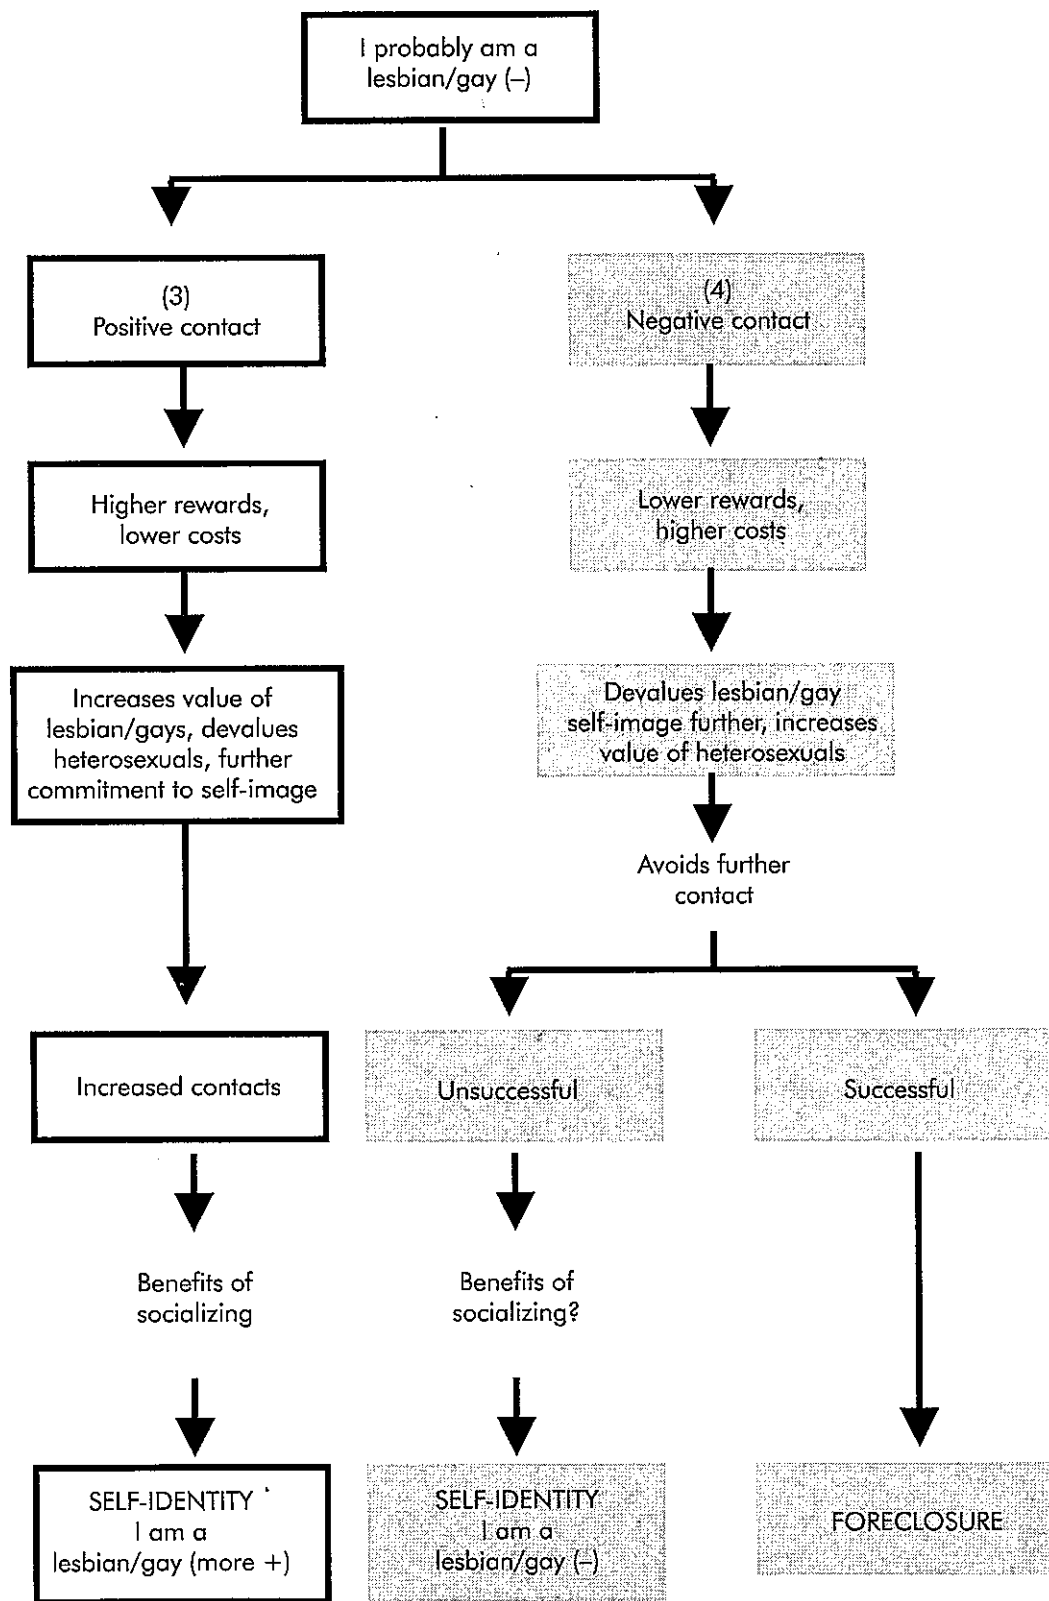 I probably am a
lesbian/gay (–)
(3)
Positive contact
(4)
Negative contact
Higher rewards,
lower costs
Lower rewards,
higher costs
Increases value of
lesbian/gays, devalues
heterosexuals, further
commitment to self-image
Devalues lesbian/gay
self-image further, increases
value of heterosexuals
Avoids further
contact
Increased contacts
Unsuccessful
Successful
Benefits of
socializing
Benefits of
socializing?
SELF-IDENTITY
I am a
lesbian/gay (more +)
SELF-IDENTITY
I am a
lesbian/gay (–)
FORECLOSURE